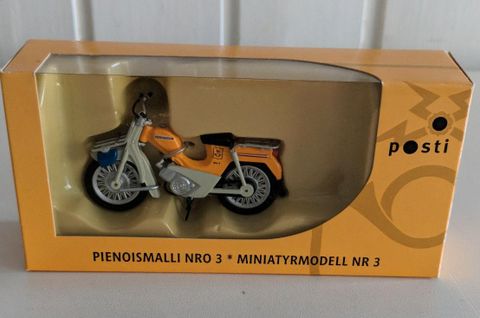 posti
PIENOISMALLI NRO 3 * MINIATYRMODELL NR 3